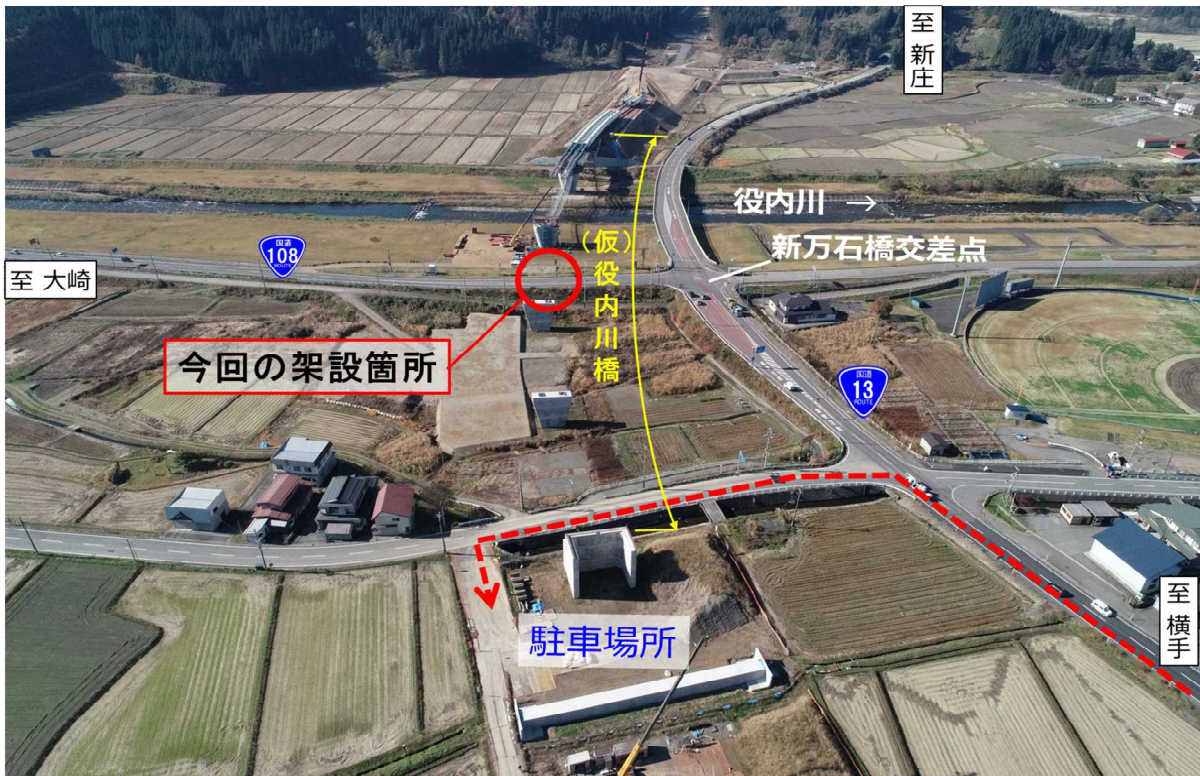 至 新庄
役内川 →
新万石橋交差点
国道
108
ROUTE
至 大崎
(仮)役内川橋
今回の架設箇所
国道
13
ROUTE
駐車場所
至 横手